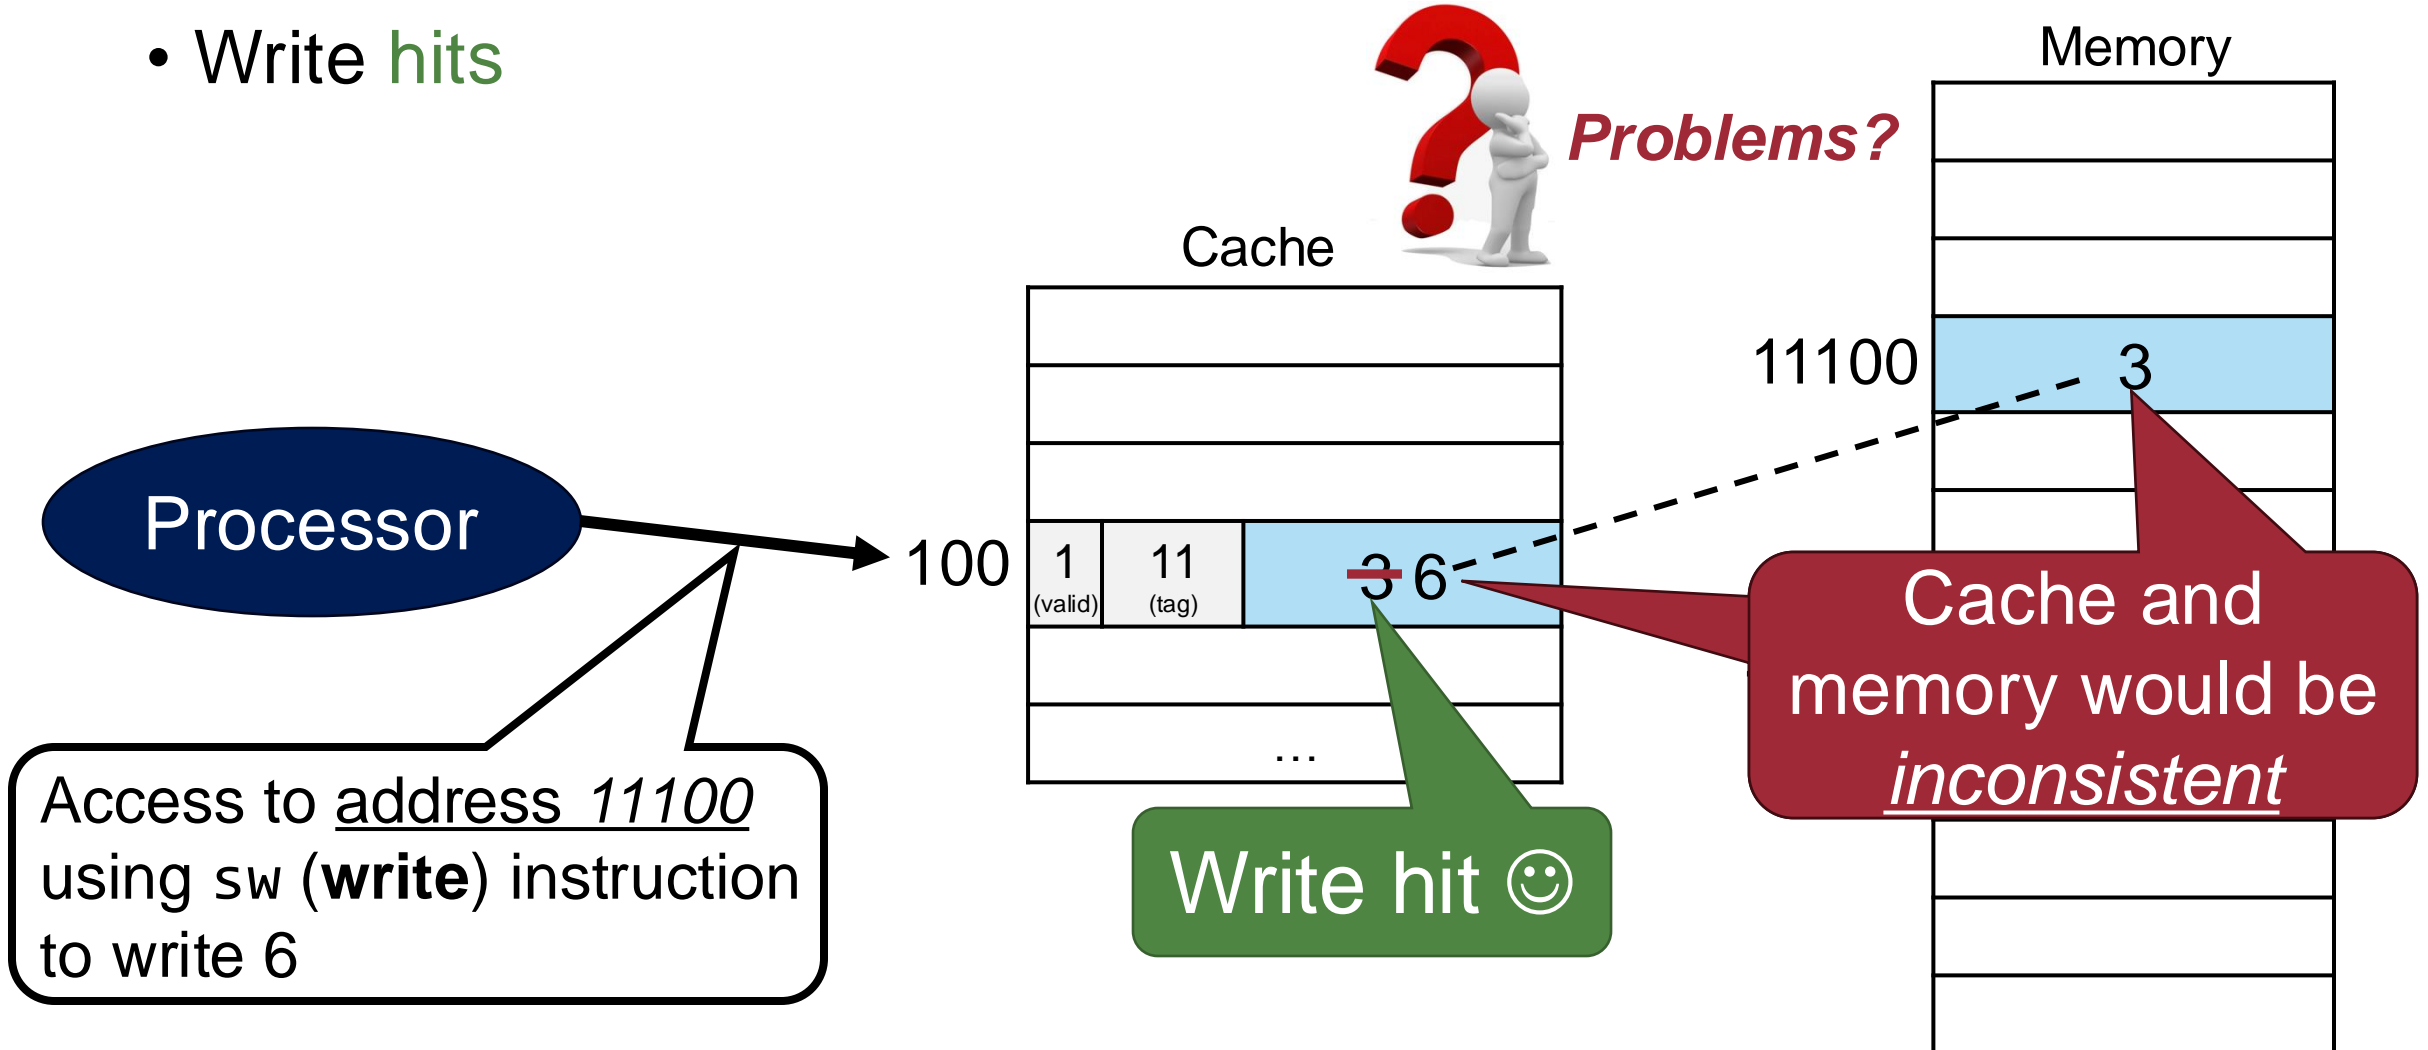 • Write hits
Problems?
Memory
Cache
11100
3
Processor
100
1
(valid)
11
(tag)
3 6
...
Access to address 11100
using sw (write) instruction
to write 6
Write hit ☺
Cache and
memory would be
inconsistent